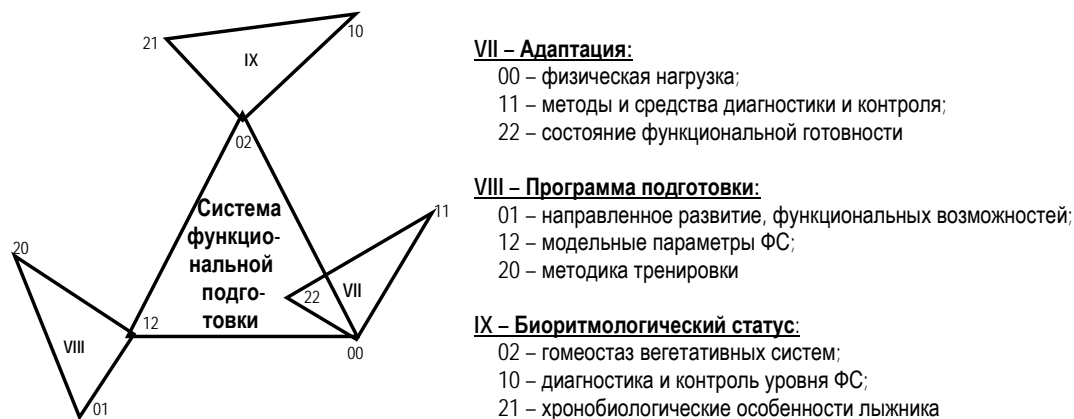 21
10
IX
02
Система
функцио-
нальной
подго-
товки
11
22
VII
00
20
12
VIII
01
VII – Адаптация:
00 – физическая нагрузка;
11 – методы и средства диагностики и контроля;
22 – состояние функциональной готовности
VIII – Программа подготовки:
01 – направленное развитие, функциональных возможностей;
12 – модельные параметры ФС;
20 – методика тренировки
IX – Биоритмологический статус:
02 – гомеостаз вегетативных систем;
10 – диагностика и контроль уровня ФС;
21 – хронобиологические особенности лыжника